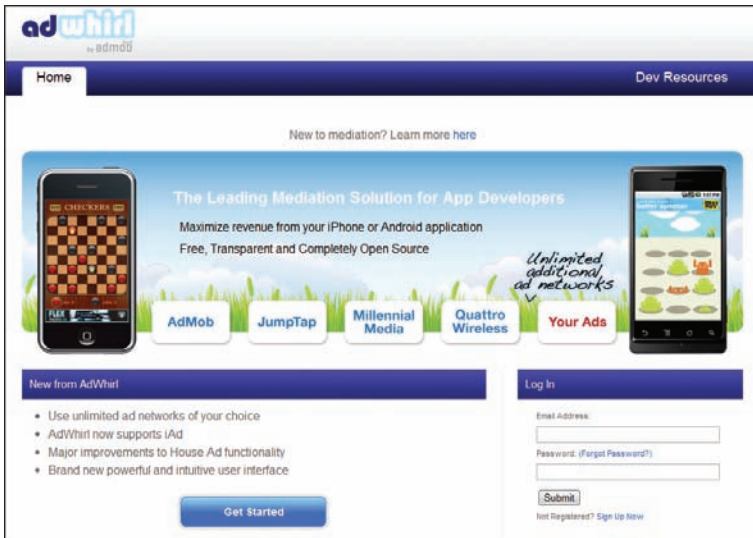 adwhirl
by admob
Home
Dev Resources
New to mediation? Learn more here
The Leading Mediation Solution for App Developers
Maximize revenue from your iPhone or Android application
Free, Transparent and Completely Open Source
Unlimited
additional
ad networks
CHECKERS
AdMob
JumpTap
Millennial
Media
Quattro
Wireless
Your Ads
FLEX
New from AdWhirl
Use unlimited ad networks of your choice
AdWhirl now supports iAd
Major improvements to House Ad functionality
Brand new powerful and intuitive user interface
Get Started
Log In
Email Address:
Password: (Forgot Password?)
Submit
Not Registered? Sign Up Now